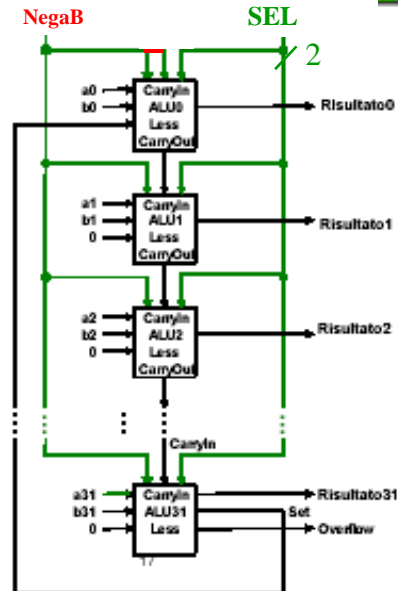 NegaB SEL
2
a0 CarryIn
b0 ALU0 Risultato0
Less
CarryOut
a1 CarryIn
b1 ALU1 Risultato1
0 Less
CarryOut
a2 CarryIn
b2 ALU2 Risultato2
0 Less
CarryOut
CarryIn
a31 CarryIn Risultato31
b31 ALU31 Set
0 Less Overflow
17